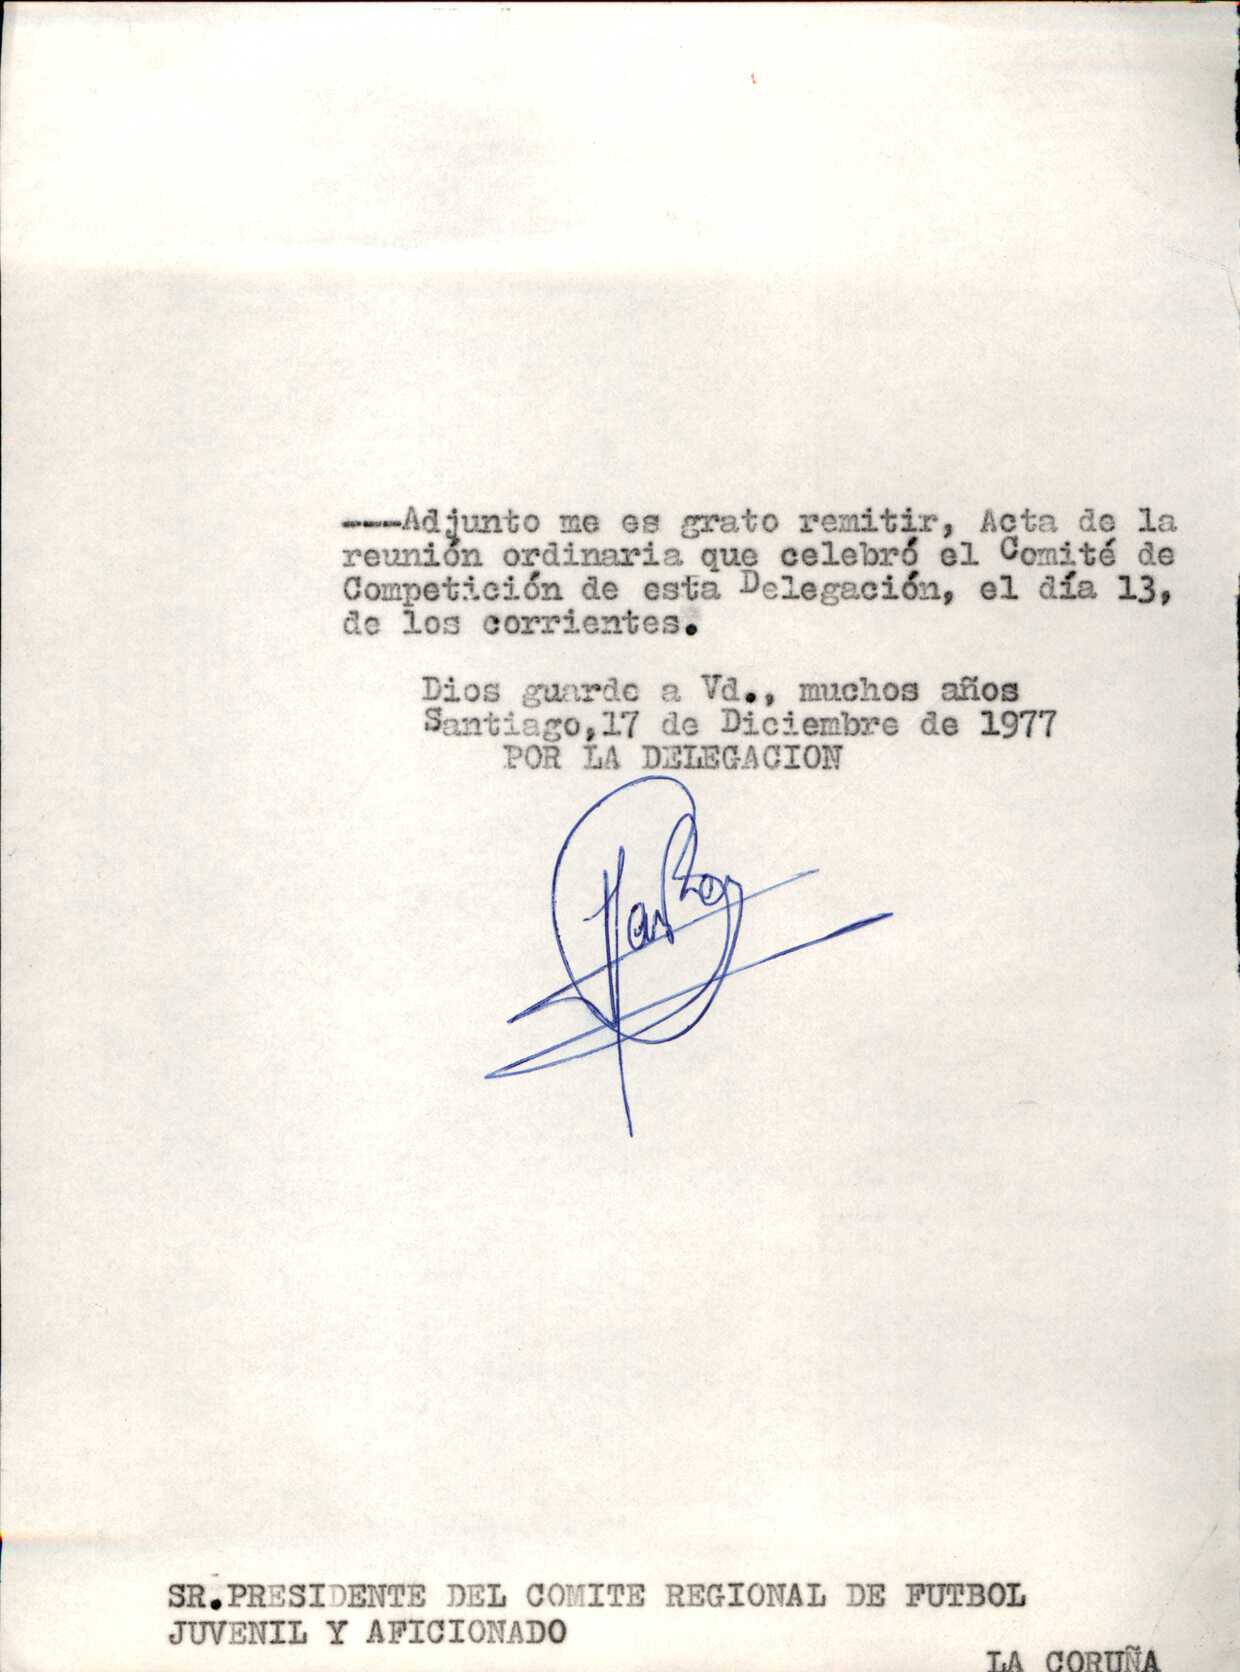 ---Adjunto me es grato remitir, Acta de la
reunión ordinaria que celebró el Comité de
Competición de esta Delegación, el día 13,
de los corrientes.
Dios guarde a Vd., muchos años
Santiago,17 de Diciembre de 1977
POR LA DELEGACION
SR.PRESIDENTE DEL COMITE REGIONAL DE FUTBOL
JUVENIL Y AFICIONADO
LA CORUÑA